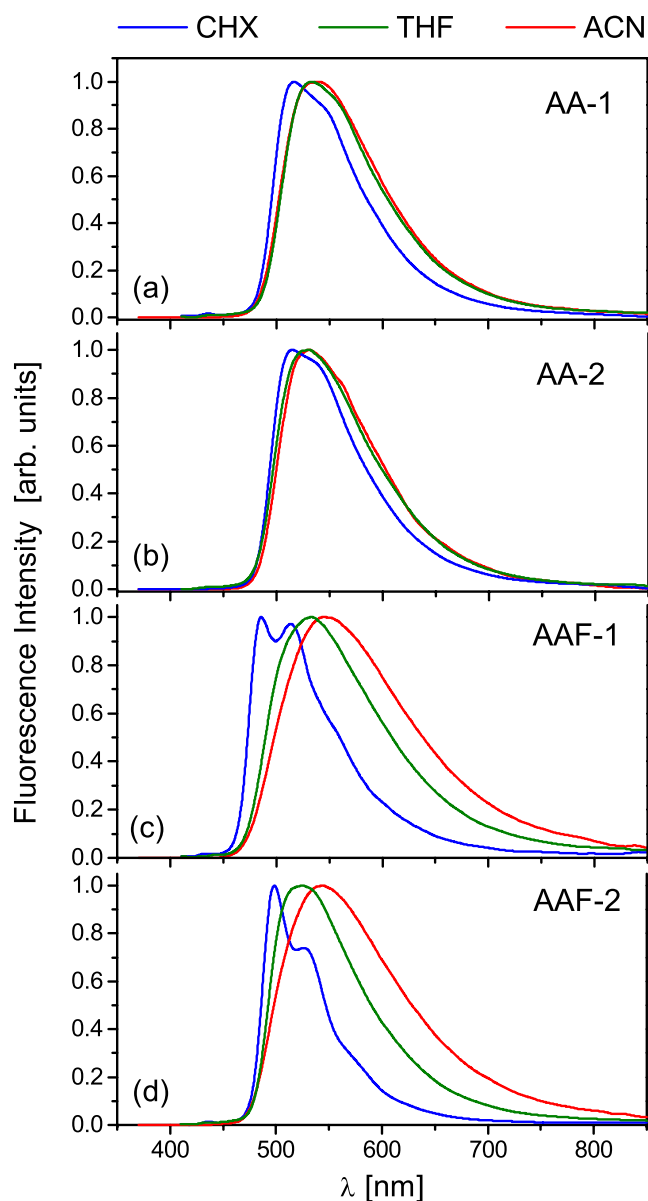 CHX THF ACN
1.0
0.8
0.6
0.4
0.2
0.0
AA-1
(a)
1.0
0.8
0.6
0.4
0.2
0.0
AA-2
(b)
1.0
0.8
0.6
0.4
0.2
0.0
AAF-1
(c)
1.0
0.8
0.6
0.4
0.2
0.0
AAF-2
(d)
Fluorescence Intensity [arb. units]
400 500 600 700 800
λ [nm]